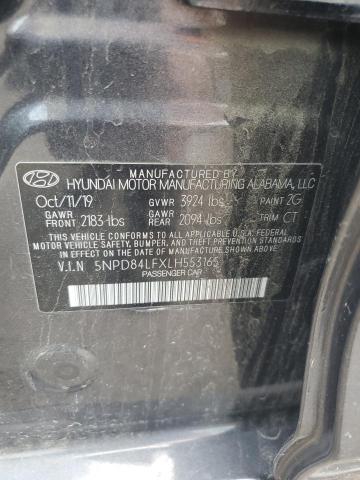 MANUFACTURED BY
HYUNDAI MOTOR MANUFACTURING ALABAMA, LLC
Oct/11/19 GVWR 3924 lbs PAINT 2G
GAWR FRONT 2183 lbs GAWR REAR 2094 lbs TRIM CT
THIS VEHICLE CONFORMS TO ALL APPLICABLE U.S.A. FEDERAL
MOTOR VEHICLE SAFETY, BUMPER, AND THEFT PREVENTION
STANDARDS IN EFFECT ON THE DATE OF MANUFACTURE SHOWN ABOVE.
V.I.N 5NPD84LFXLH553165
PASSENGER CAR